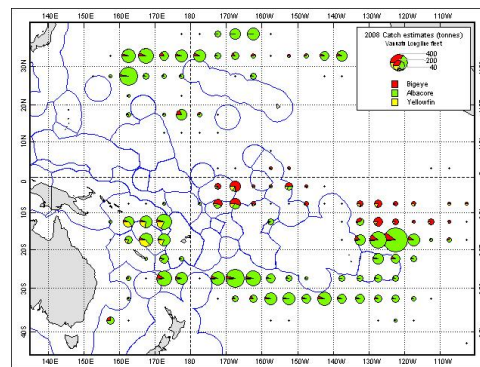 2008 Catch estimates (tonnes)
Vanuatu Longline fleet
400
200
40
Bigeye
Albacore
Yellowfin
30N
20N
10N
0
10S
20S
30S
40S
140E
150E
160E
170E
180
170W
160W
150W
140W
130W
120W